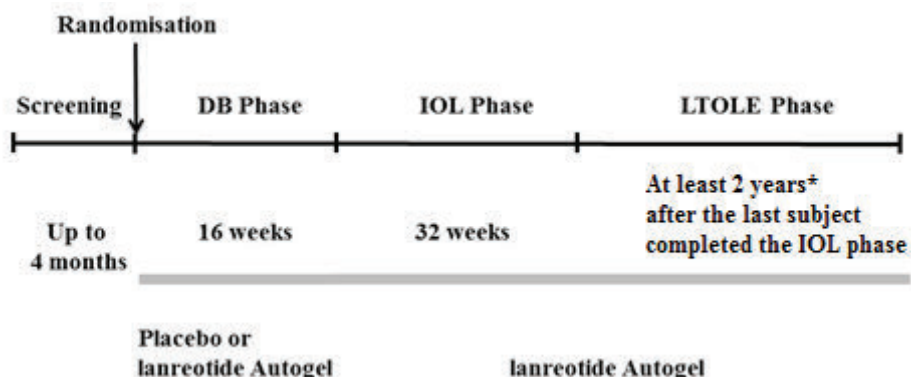 Randomisation
Screening DB Phase IOL Phase LTOLE Phase
Up to
4 months
16 weeks
32 weeks
At least 2 years*
after the last subject
completed the IOL phase
Placebo or
lanreotide Autogel
lanreotide Autogel